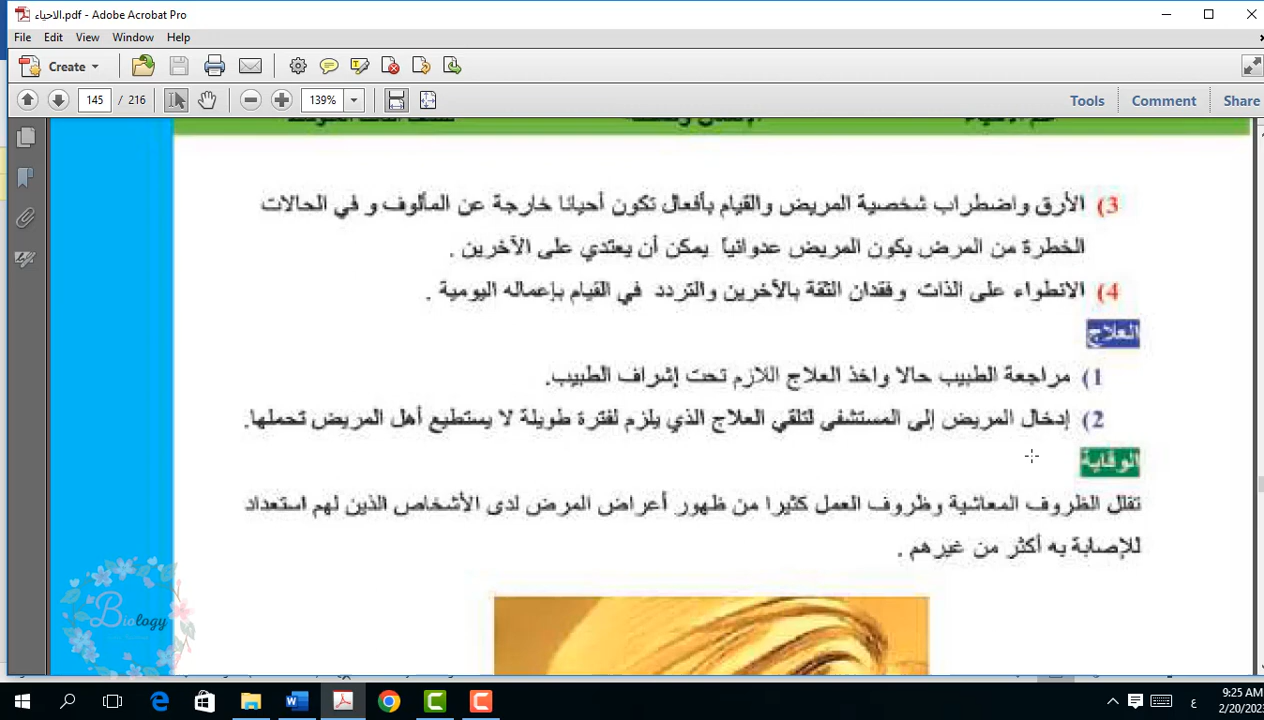 الاحياء.pdf - Adobe Acrobat Pro
File Edit View Window Help
Create
145 / 216 139% Tools Comment Share
3) الأرق واضطراب شخصية المريض والقيام بأفعال تكون أحيانا خارجة عن المألوف و في الحالات
الخطرة من المرض يكون المريض عدوانياً يمكن أن يعتدي على الآخرين .
4) الانطواء على الذات وفقدان الثقة بالآخرين والتردد في القيام بإعماله اليومية .
العلاج
1) مراجعة الطبيب حالا واخذ العلاج اللازم تحت إشراف الطبيب.
2) إدخال المريض إلى المستشفى لتلقي العلاج الذي يلزم لفترة طويلة لا يستطيع أهل المريض تحملها.
الوقاية
تقلل الظروف المعاشية وظروف العمل كثيرا من ظهور أعراض المرض لدى الأشخاص الذين لهم استعداد
للإصابة به أكثر من غيرهم .
Biology
ع
9:25 AM